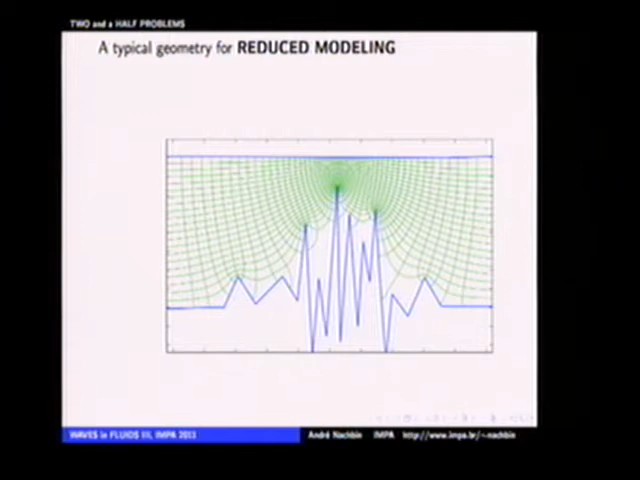 TWO and a HALF PROBLEMS
A typical geometry for REDUCED MODELING
WAVES in FLUIDS III, IMPA 2011 André Nachbin IMPA http://www.impa.br/~nachbin